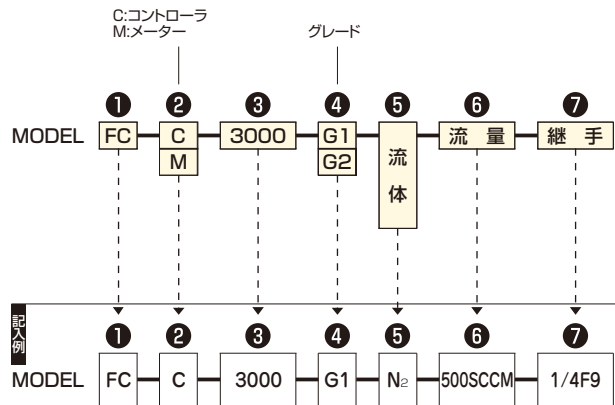 C:コントローラ
M:メーター
グレード
❶ ❷ ❸ ❹ ❺ ❻ ❼
MODEL FC C 3000 G1 流体 流量 継手
M G2
記入例
❶ ❷ ❸ ❹ ❺ ❻ ❼
MODEL FC C 3000 G1 N₂ 500SCCM 1/4F9